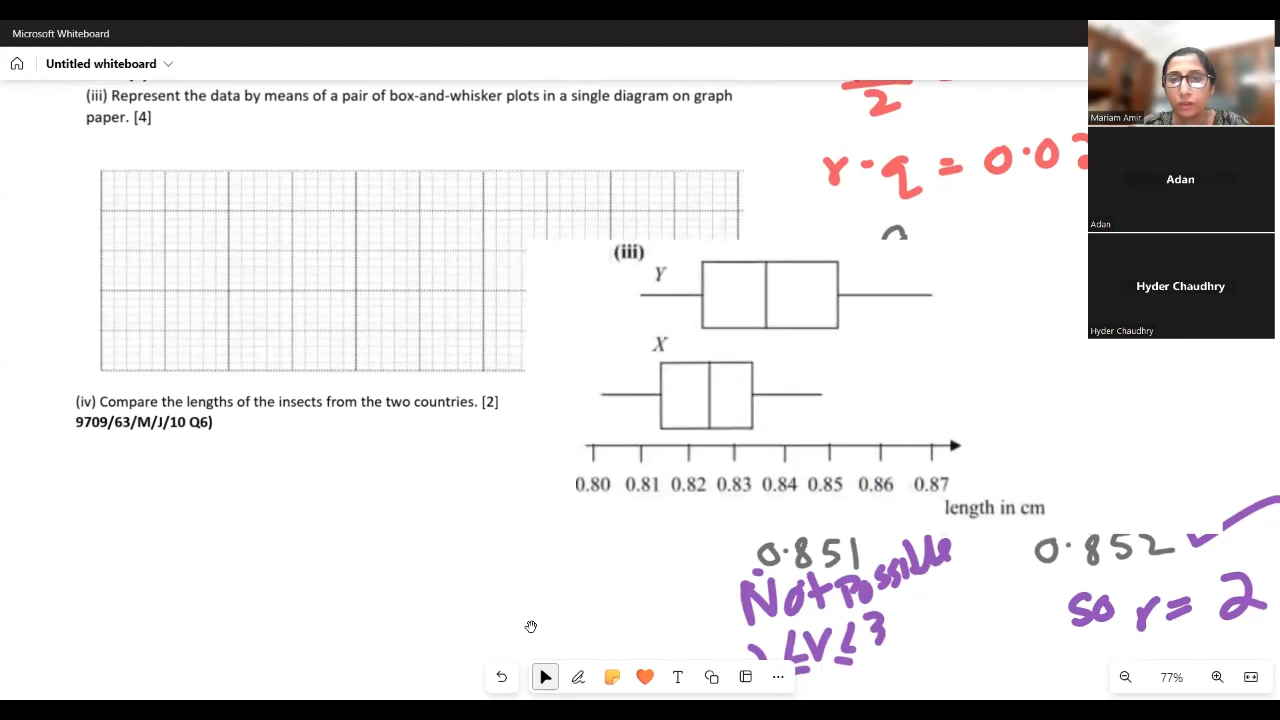 Microsoft Whiteboard
Untitled whiteboard
(iii) Represent the data by means of a pair of box-and-whisker plots in a single diagram on graph
paper. [4]
2
r - q = 0.0
(iii)
Y
X
0.80 0.81 0.82 0.83 0.84 0.85 0.86 0.87
length in cm
(iv) Compare the lengths of the insects from the two countries. [2]
9709/63/M/J/10 Q6)
0.851
Not Possible
≤ r ≤ 3
0.852
so r = 2
Mariam Amir
Adan
Adan
Hyder Chaudhry
Hyder Chaudhry
T
77%